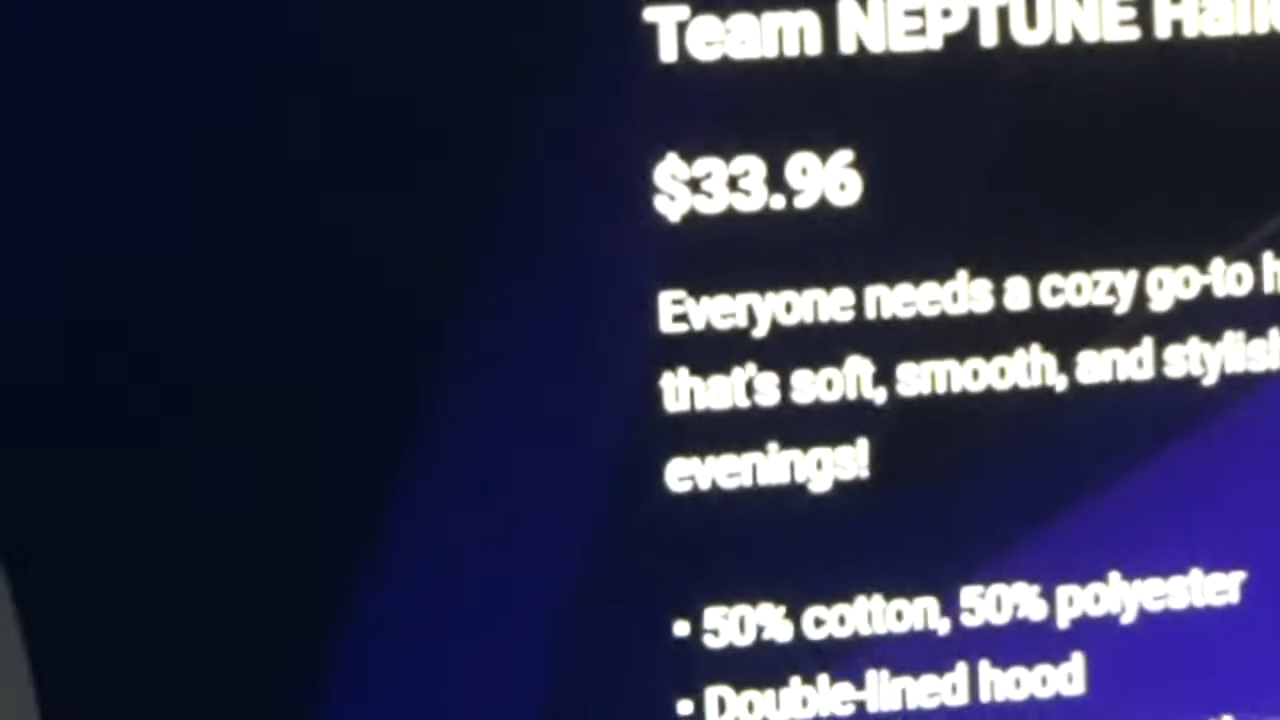 Team NEPTUNE
$33.96
Everyone needs a cozy go-to
that's soft, smooth, and stylish
evenings!
• 50% cotton, 50% polyester
• Double-lined hood